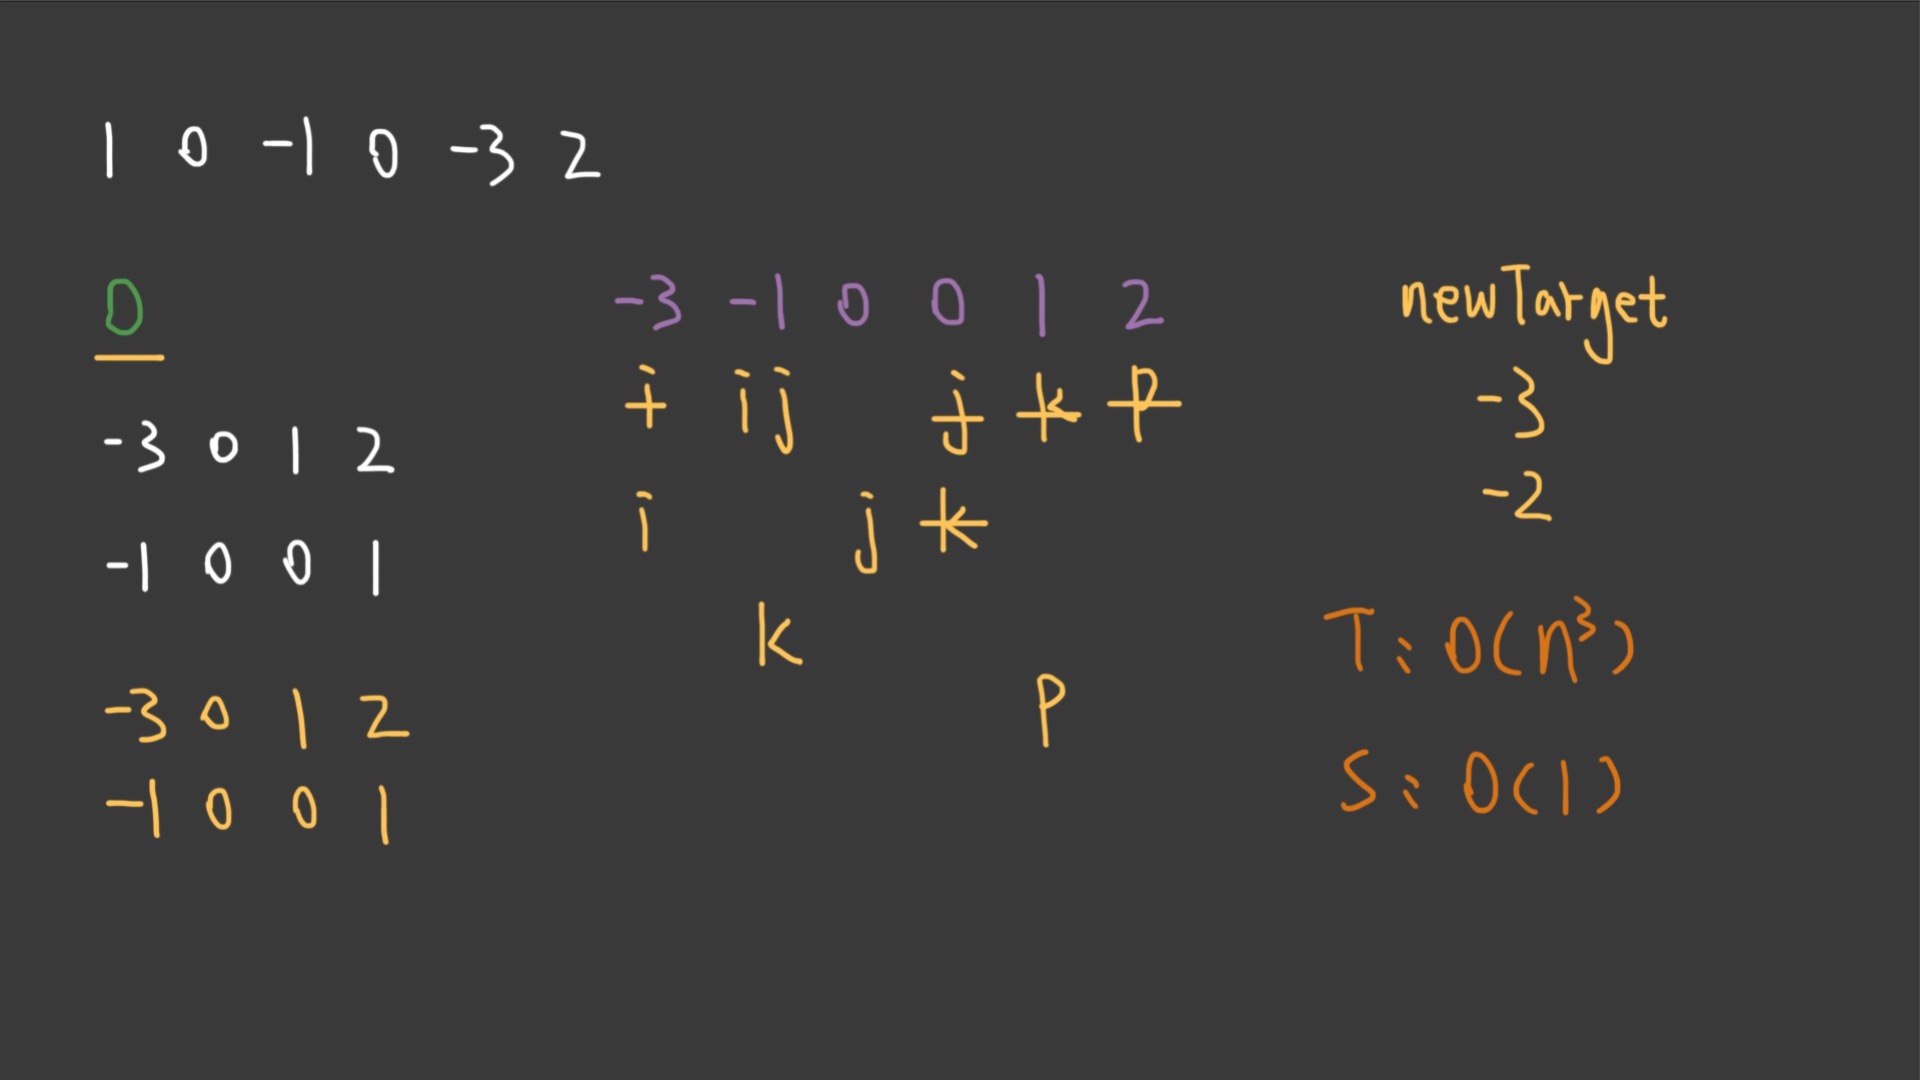 1 0 -1 0 -3 2
0
-3 0 1 2
-1 0 0 1
-3 0 1 2
-1 0 0 1
-3 -1 0 0 1 2
i i j j k p
i j k
k
p
newTarget
-3
-2
T: O(n³)
S: O(1)